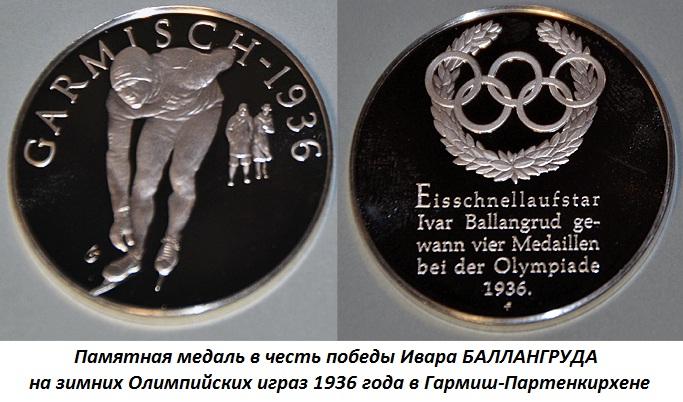 GARMISCH-1936
Eisschnellaufstar
Ivar Ballangrud ge-
wann vier Medaillen
bei der Olympiade
1936.
Памятная медаль в честь победы Ивара БАЛЛАНГРУДА
на зимних Олимпийских играз 1936 года в Гармиш-Партенкирхене